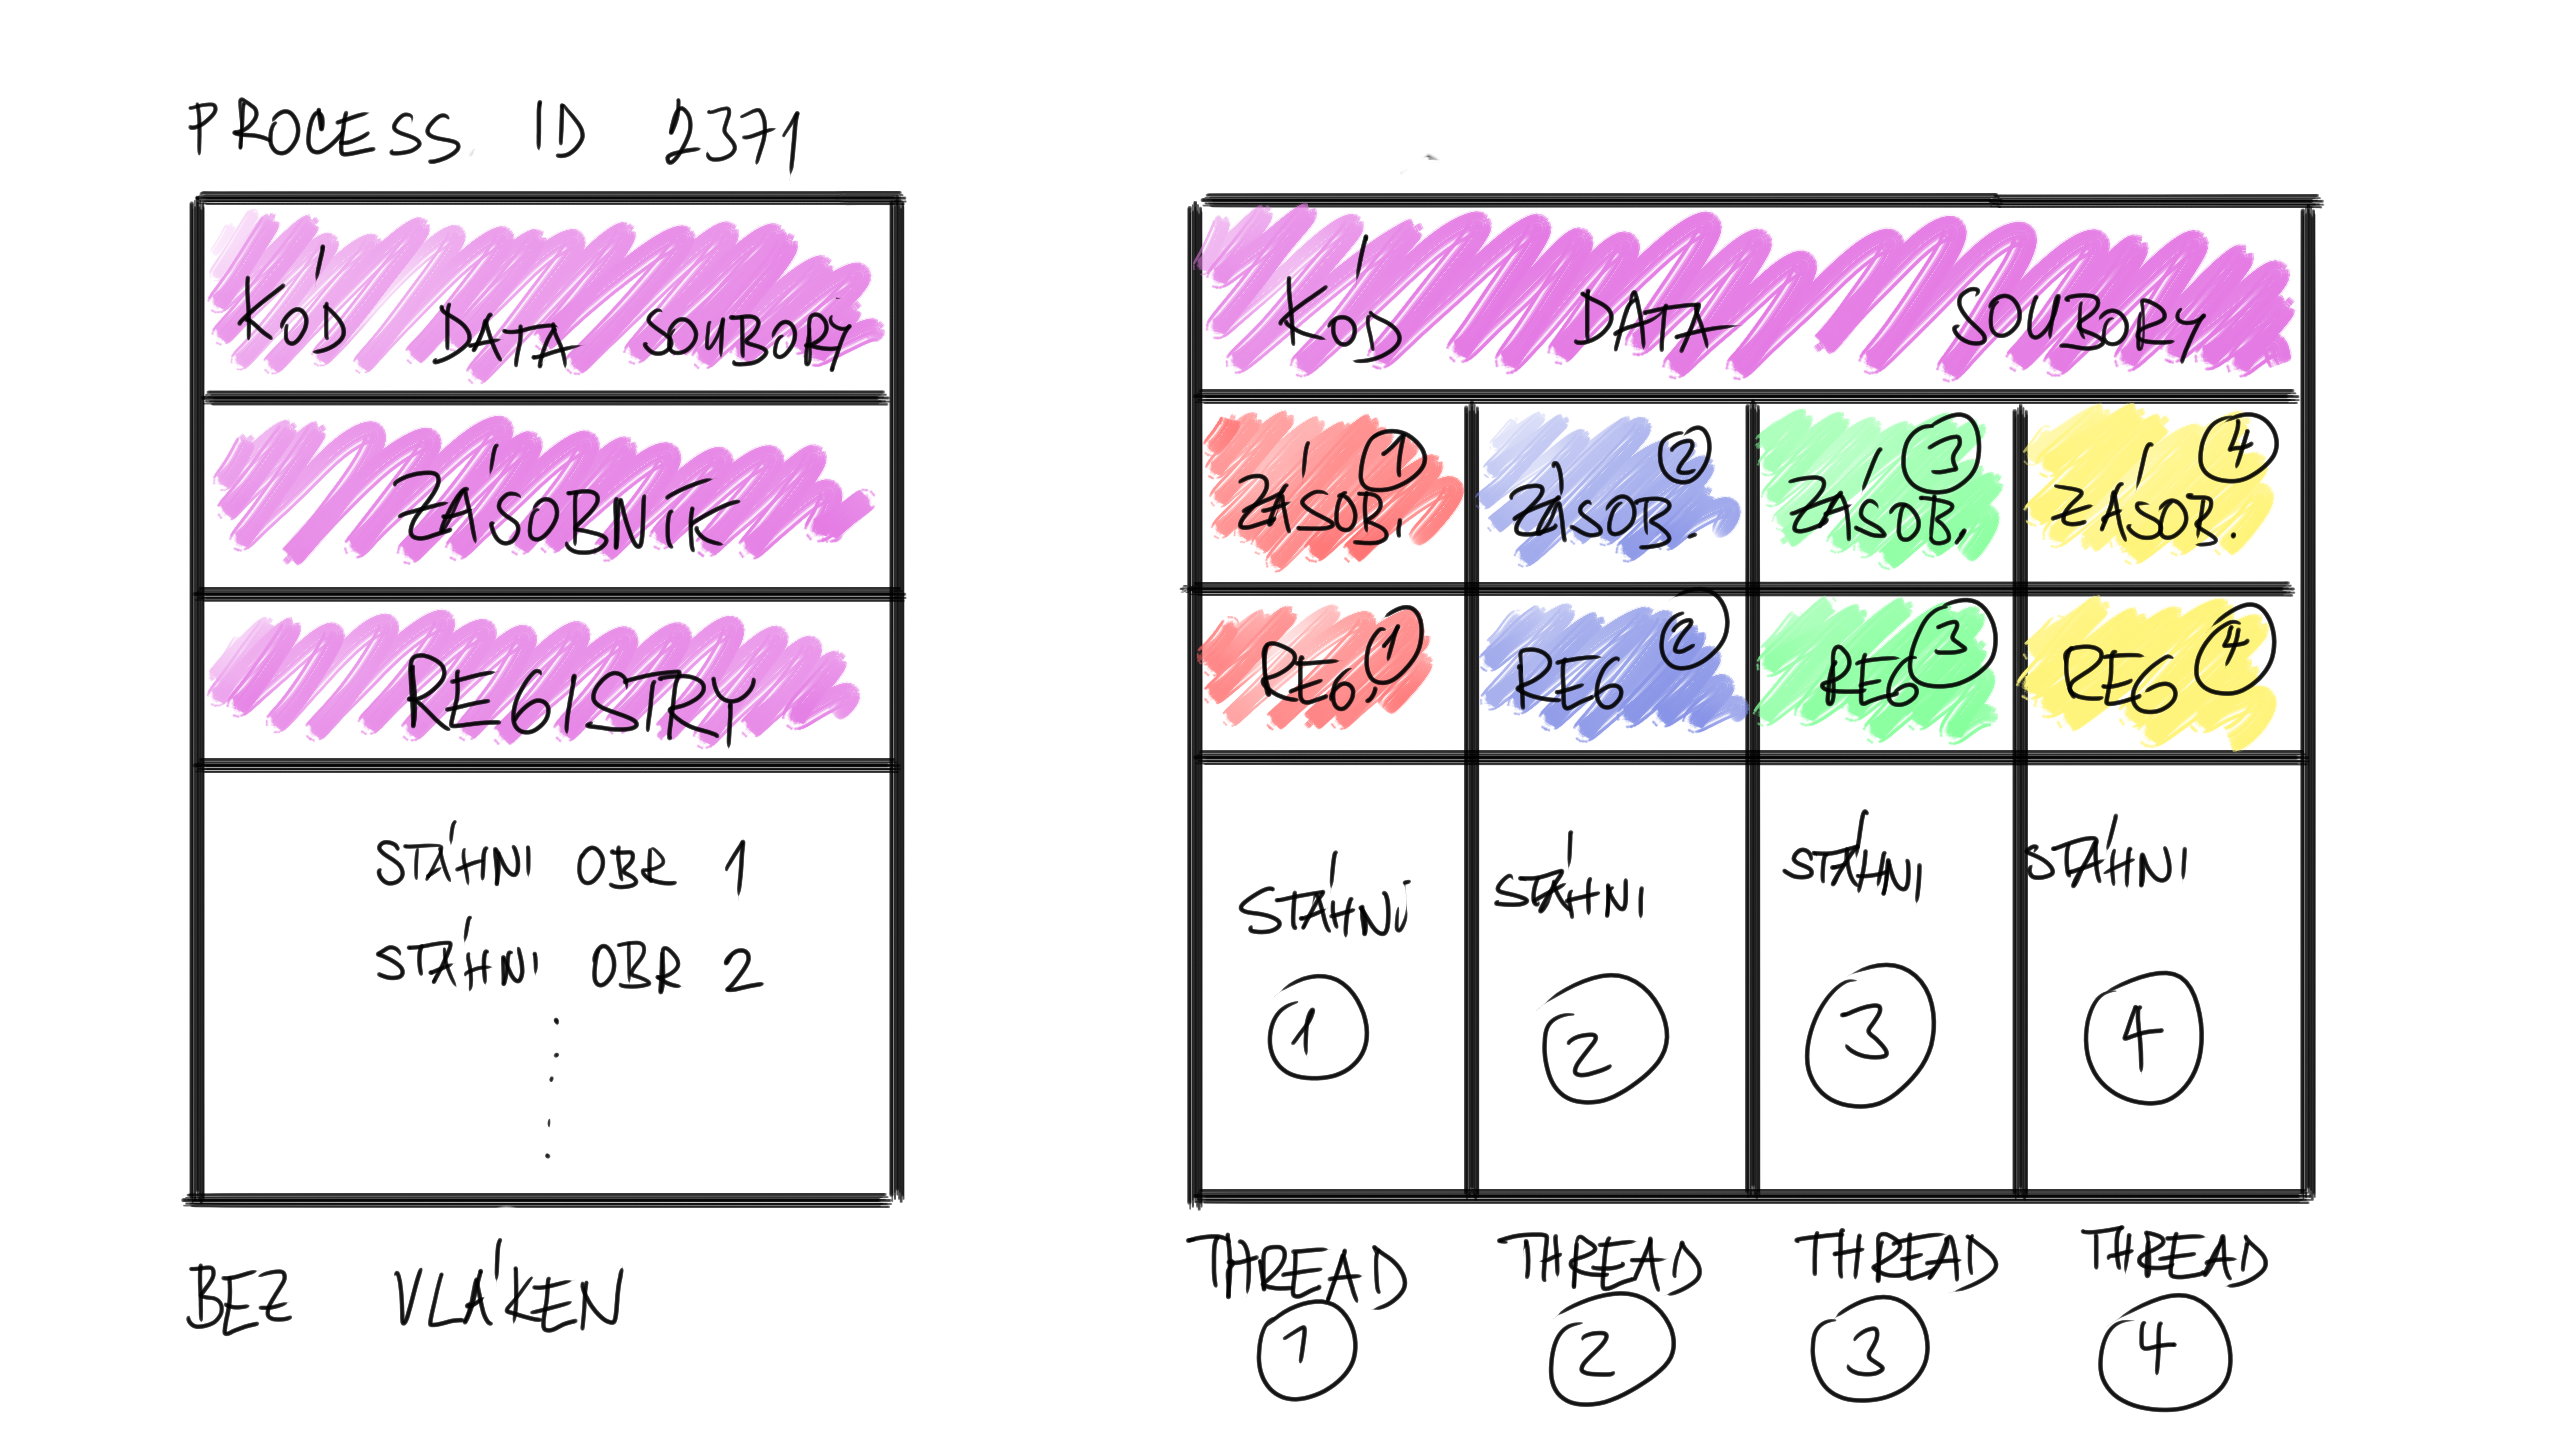 PROCESS ID 2371
KÓD DATA SOUBORY
ZÁSOBNÍK
REGISTRY
STÁHNI OBR 1
STÁHNI OBR 2
BEZ VLÁKEN
KÓD DATA SOUBORY
ZÁSOB. 1 ZÁSOB. 2 ZÁSOB. 3 ZÁSOB. 4
REG. 1 REG 2 REG 3 REG 4
STÁHNI STÁHNI STÁHNI STÁHNI
1 2 3 4
THREAD THREAD THREAD THREAD
1 2 3 4